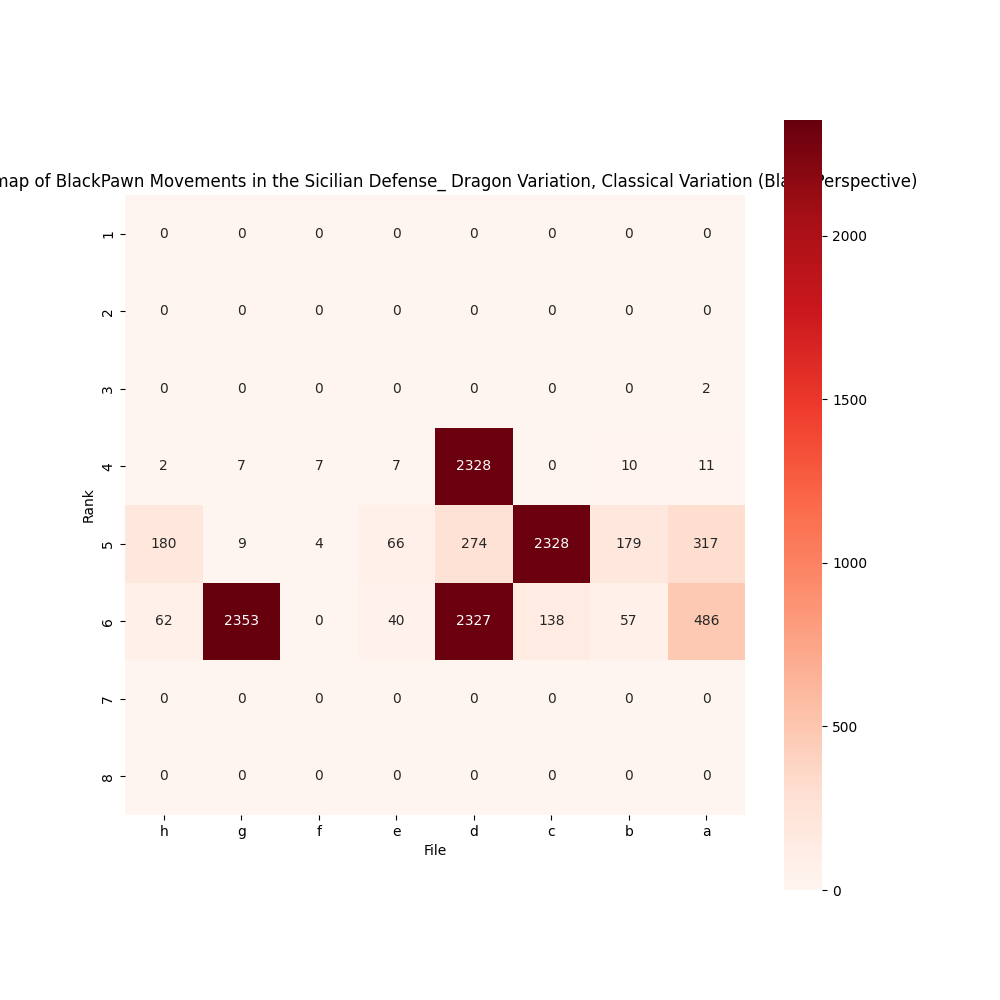 map of BlackPawn Movements in the Sicilian Defense_ Dragon Variation, Classical Variation (Bla Perspective)
1 0 0 0 0 0 0 0 0
2 0 0 0 0 0 0 0 0
3 0 0 0 0 0 0 0 2
4 2 7 7 7 2328 0 10 11
5 180 9 4 66 274 2328 179 317
6 62 2353 0 40 2327 138 57 486
7 0 0 0 0 0 0 0 0
8 0 0 0 0 0 0 0 0
h g f e d c b a
File
Rank
2000
1500
1000
500
0